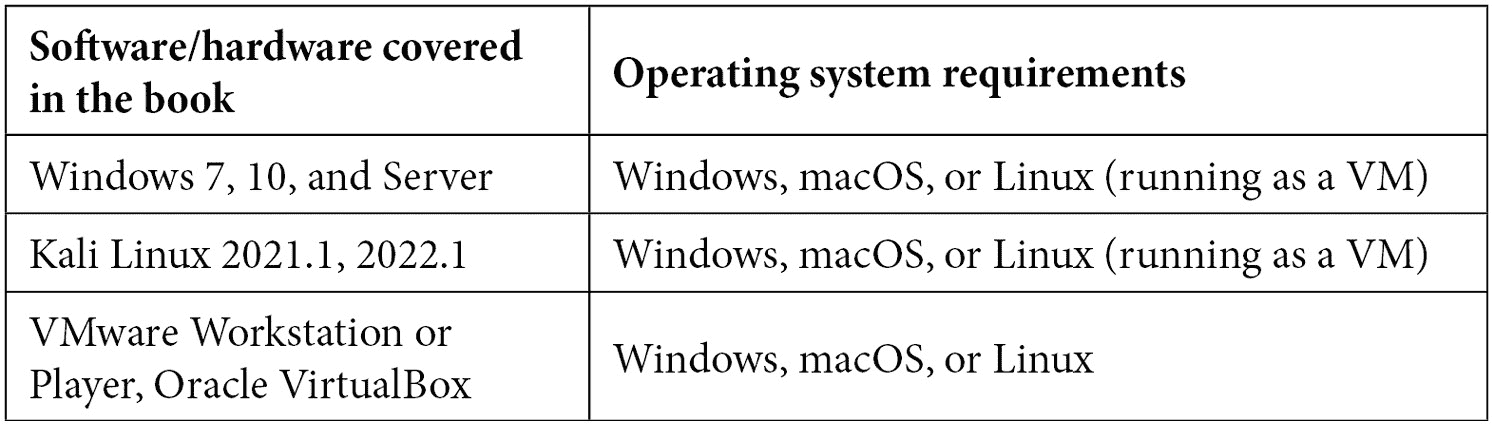 Software/hardware covered
in the book
Operating system requirements
Windows 7, 10, and Server
Windows, macOS, or Linux (running as a VM)
Kali Linux 2021.1, 2022.1
Windows, macOS, or Linux (running as a VM)
VMware Workstation or
Player, Oracle VirtualBox
Windows, macOS, or Linux